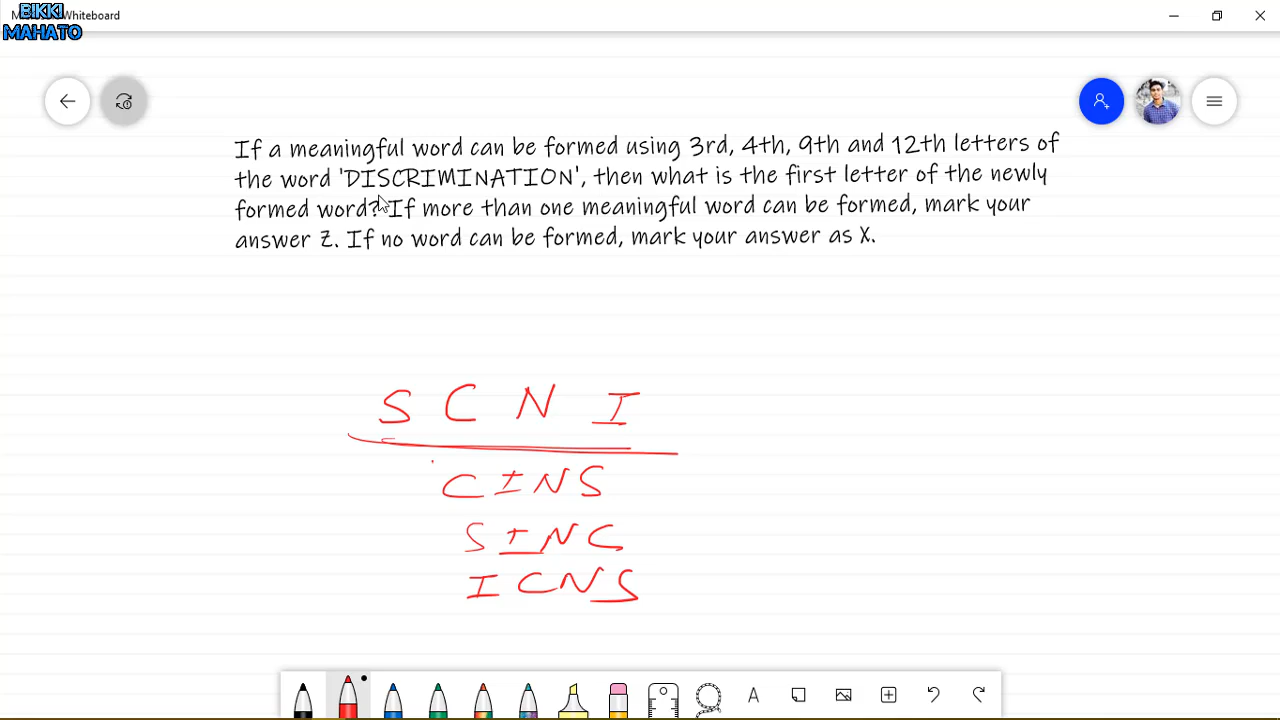 BIKKI
MAHATO
Whiteboard
If a meaningful word can be formed using 3rd, 4th, 9th and 12th letters of
the word 'DISCRIMINATION', then what is the first letter of the newly
formed word? If more than one meaningful word can be formed, mark your
answer Z. If no word can be formed, mark your answer as X.
S C N I
C I N S
S I N C
I C N S
A